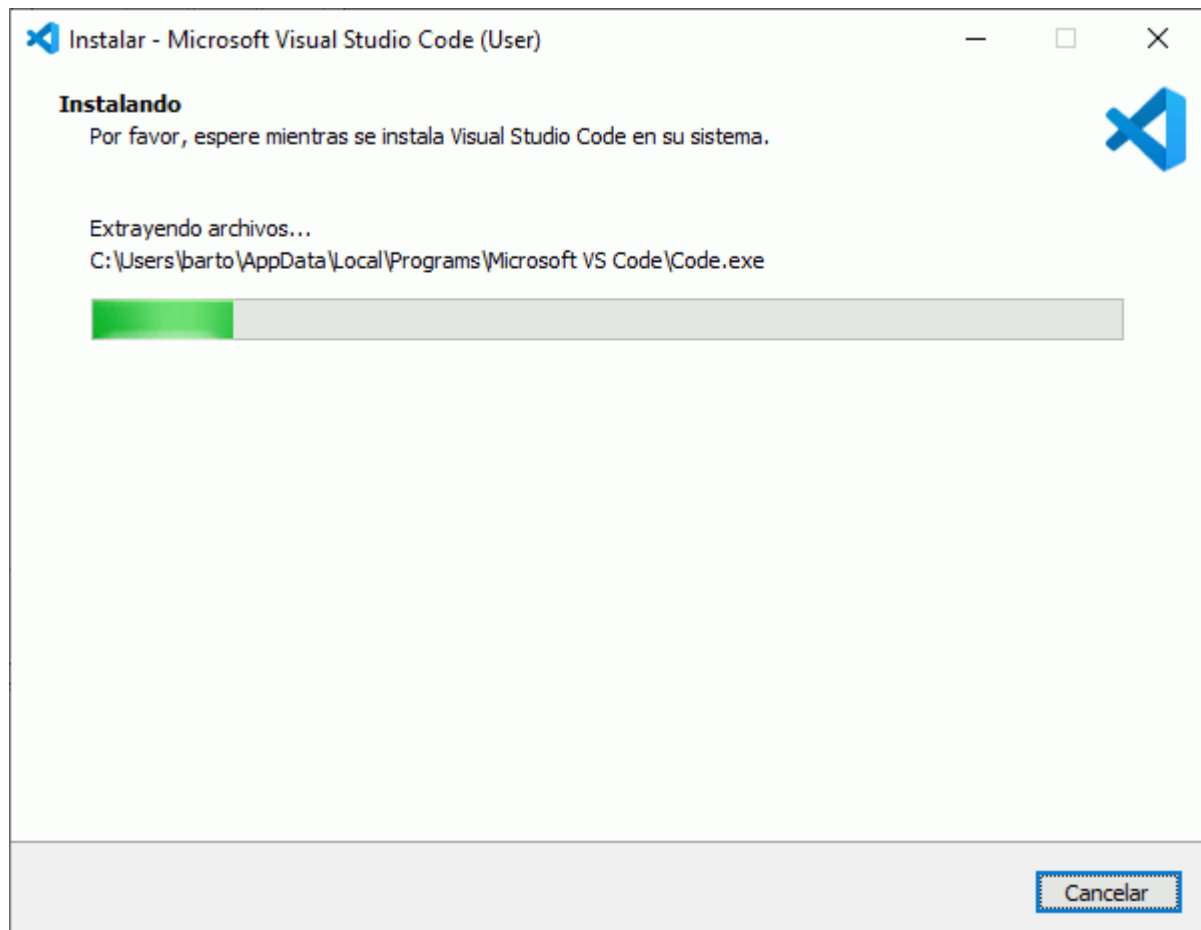 Instalar - Microsoft Visual Studio Code (User)
Instalando
Por favor, espere mientras se instala Visual Studio Code en su sistema.
Extrayendo archivos...
C:\Users\barto\AppData\Local\Programs\Microsoft VS Code\Code.exe
Cancelar